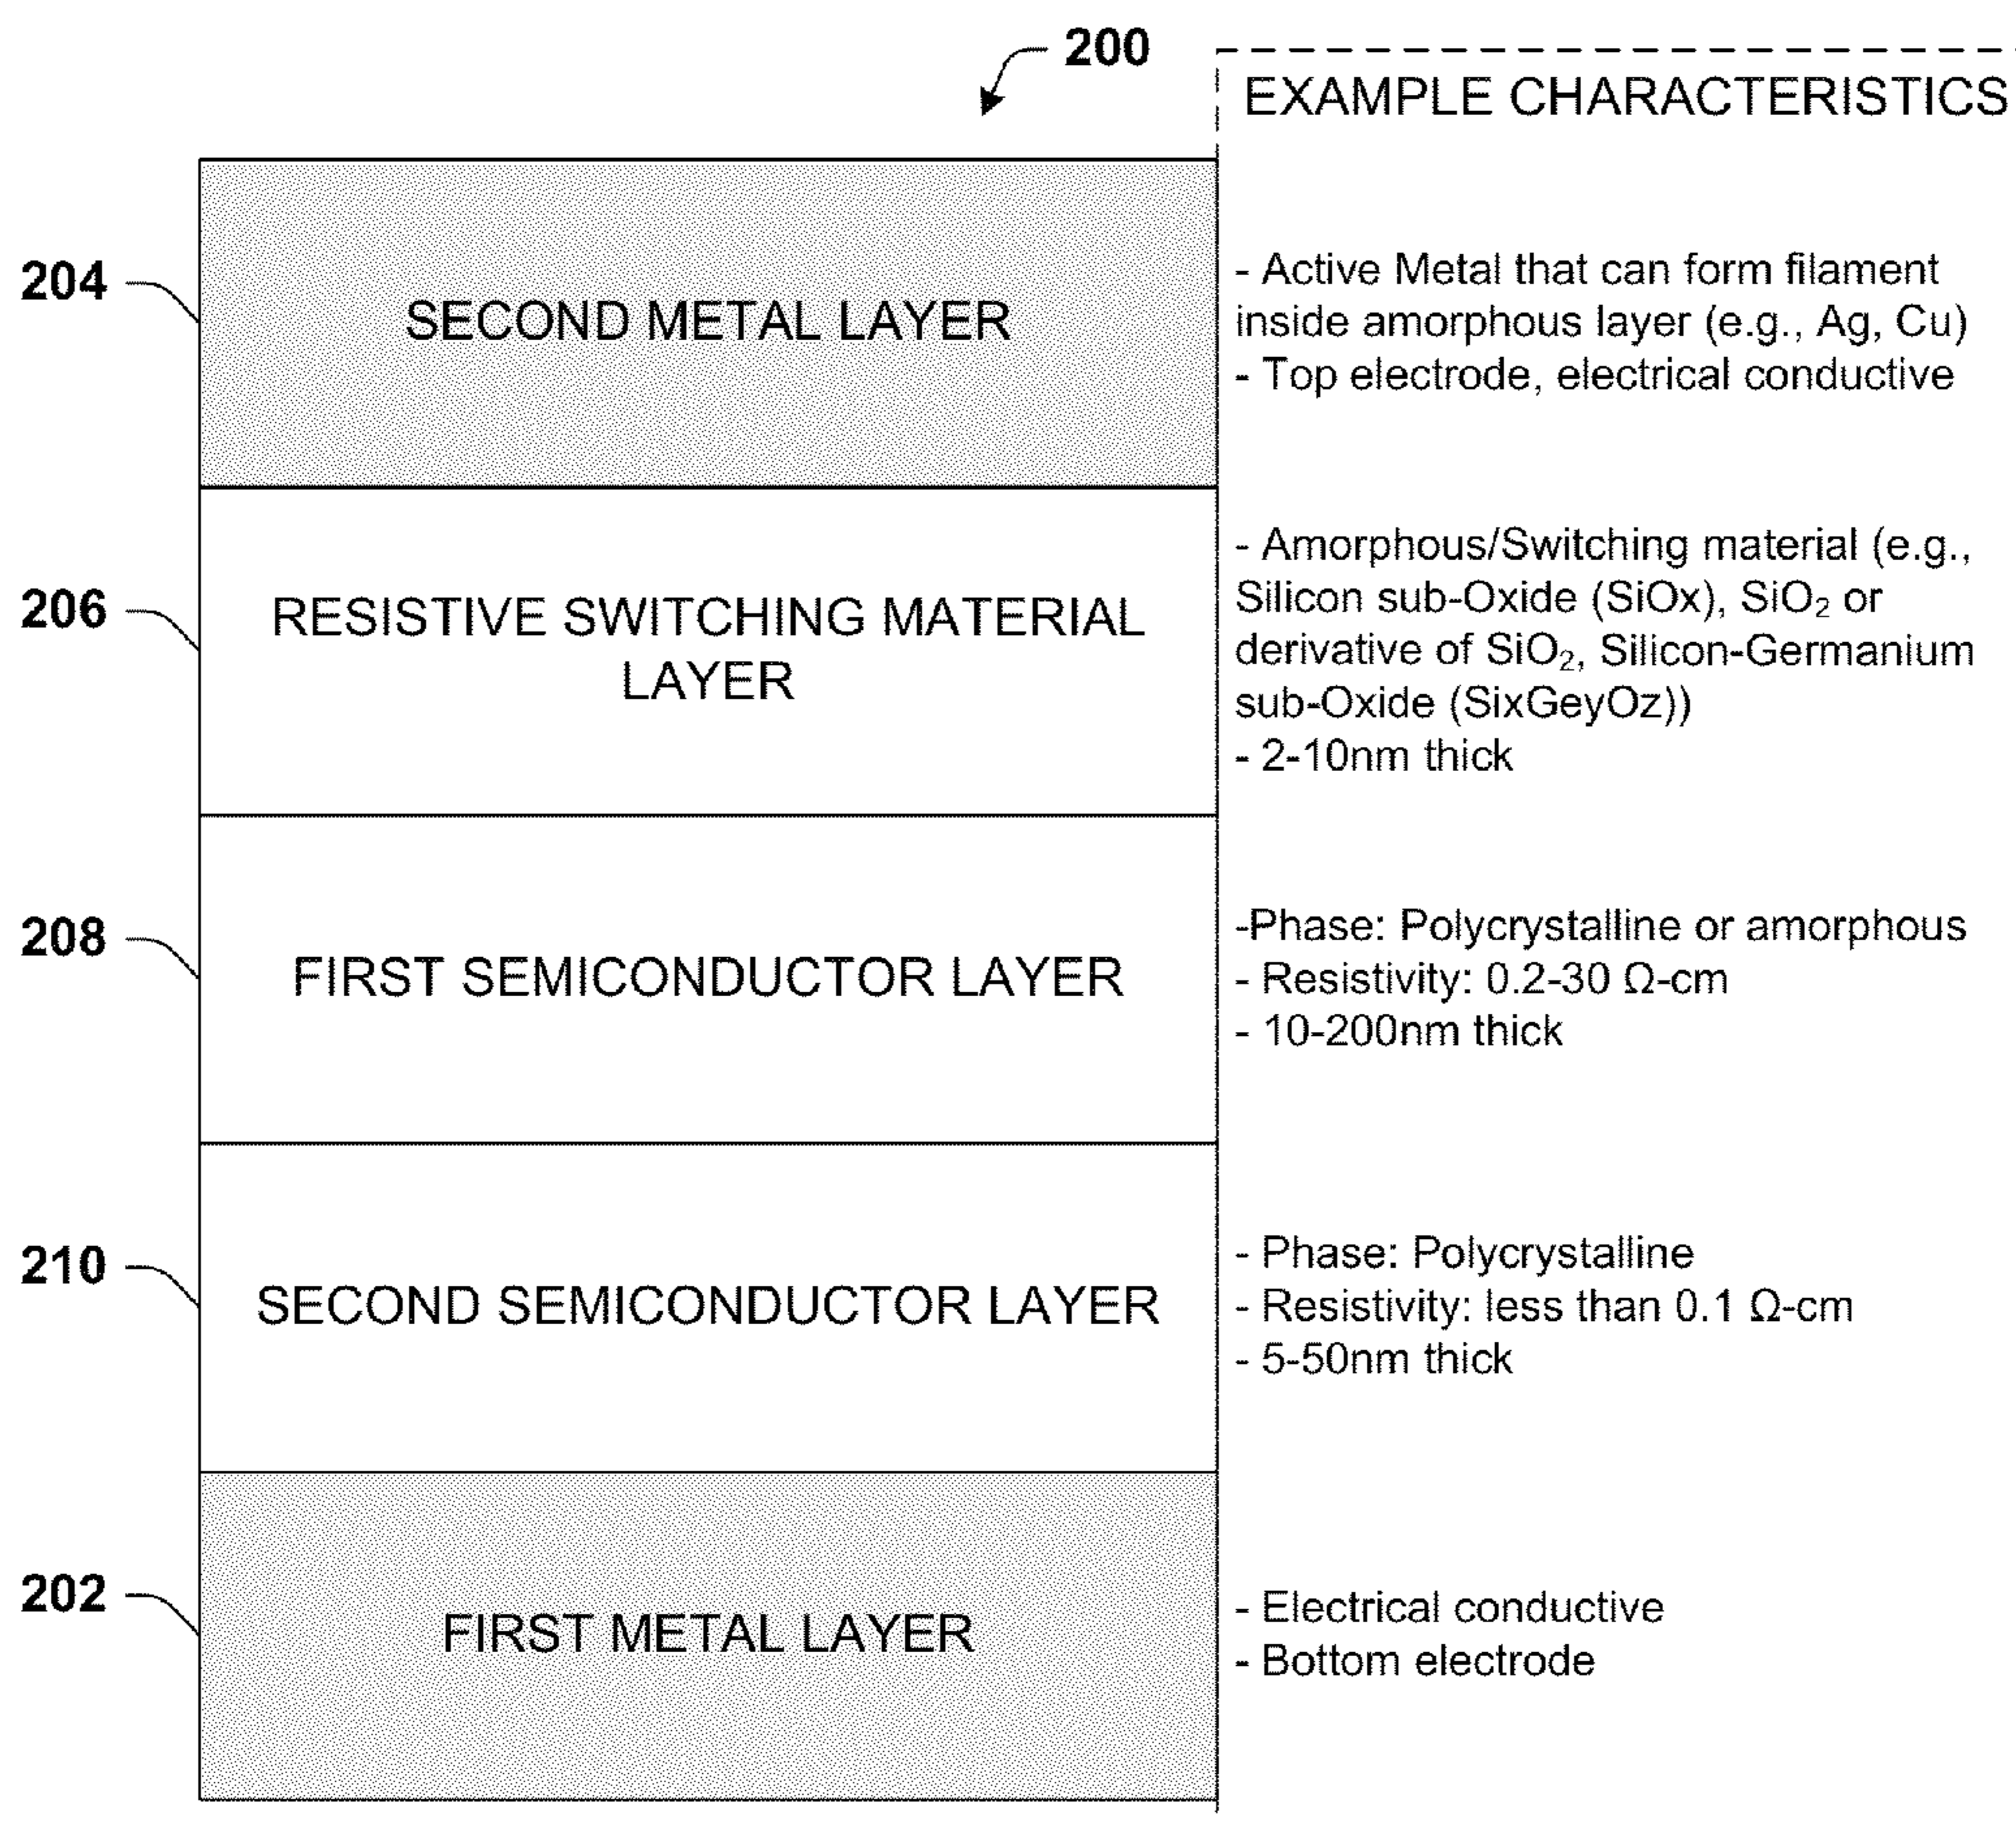 200
EXAMPLE CHARACTERISTICS
204
SECOND METAL LAYER
- Active Metal that can form filament
inside amorphous layer (e.g., Ag, Cu)
- Top electrode, electrical conductive
206
RESISTIVE SWITCHING MATERIAL
LAYER
- Amorphous/Switching material (e.g.,
Silicon sub-Oxide (SiOx), SiO₂ or
derivative of SiO₂, Silicon-Germanium
sub-Oxide (SixGeyOz))
- 2-10nm thick
208
FIRST SEMICONDUCTOR LAYER
-Phase: Polycrystalline or amorphous
- Resistivity: 0.2-30 Ω-cm
- 10-200nm thick
210
SECOND SEMICONDUCTOR LAYER
- Phase: Polycrystalline
- Resistivity: less than 0.1 Ω-cm
- 5-50nm thick
202
FIRST METAL LAYER
- Electrical conductive
- Bottom electrode